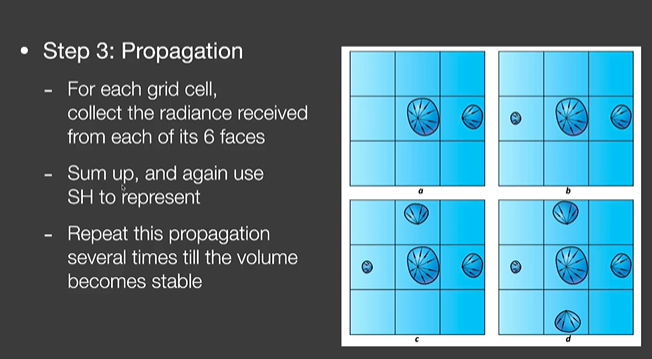 • Step 3: Propagation
- For each grid cell,
collect the radiance received
from each of its 6 faces
- Sum up, and again use
SH to represent
- Repeat this propagation
several times till the volume
becomes stable
a
b
c
d